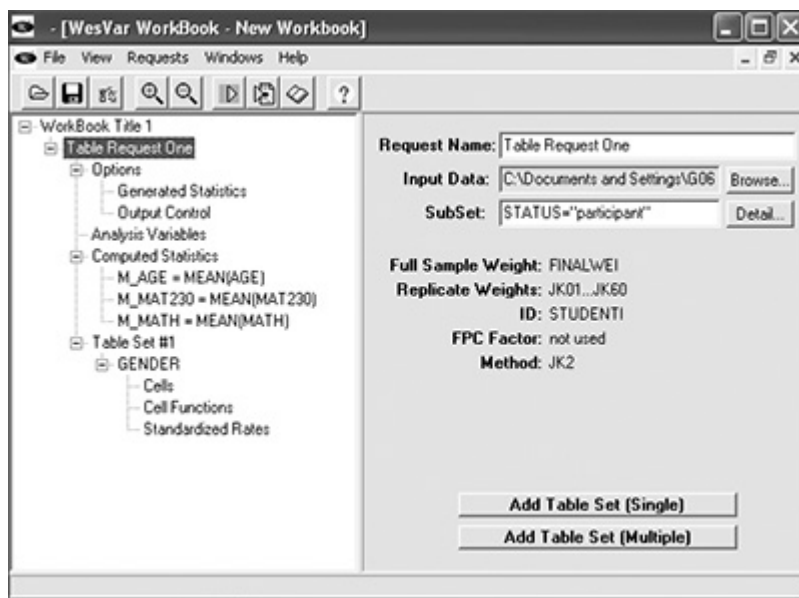 - [WesVar WorkBook - New Workbook]
File View Requests Windows Help
?
WorkBook Title 1
Table Request One
Options
Generated Statistics
Output Control
Analysis Variables
Computed Statistics
M_AGE = MEAN(AGE)
M_MAT230 = MEAN(MAT230)
M_MATH = MEAN(MATH)
Table Set #1
GENDER
Cells
Cell Functions
Standardized Rates
Request Name: Table Request One
Input Data: C:\Documents and Settings\G06 Browse...
SubSet: STATUS="participant" Detail...
Full Sample Weight: FINALWEI
Replicate Weights: JK01...JK60
ID: STUDENTI
FPC Factor: not used
Method: JK2
Add Table Set (Single)
Add Table Set (Multiple)